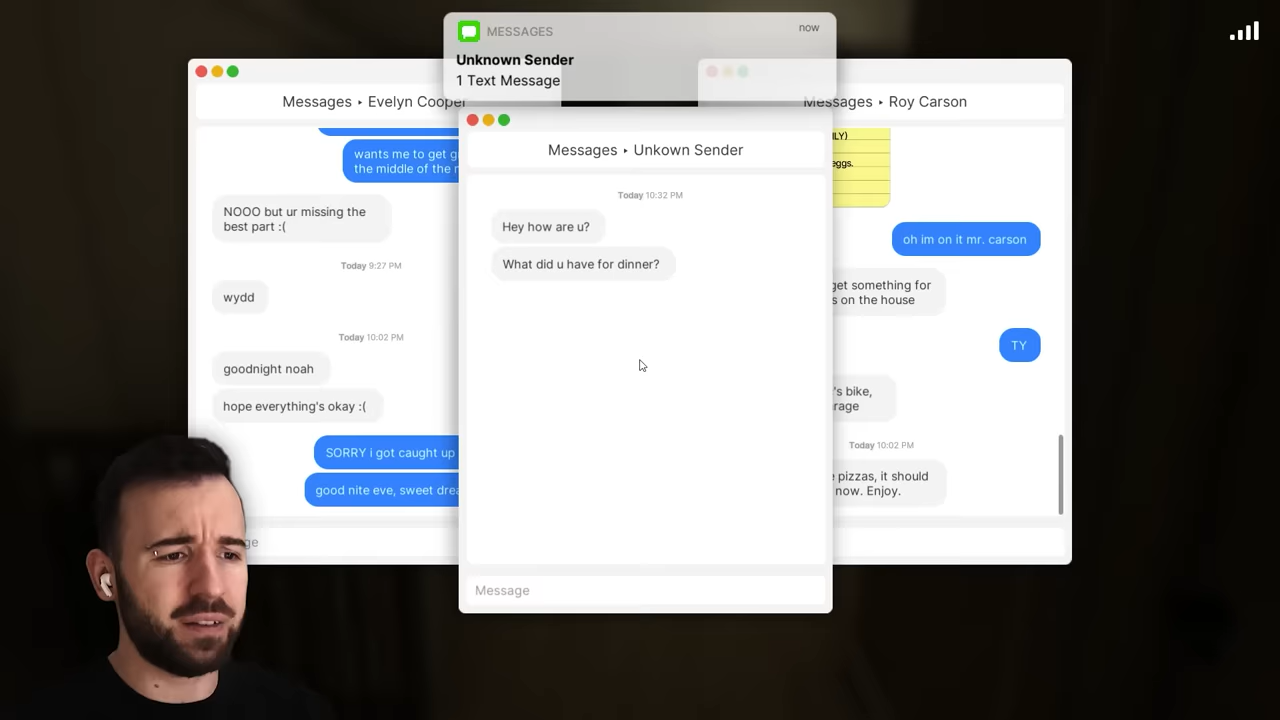 MESSAGES
now
Unknown Sender
1 Text Message
Messages ‣ Evelyn Cooper
wants me to get
the middle of the
NOOO but ur missing the
best part :(
Today 9:27 PM
wydd
Today 10:02 PM
goodnight noah
hope everything's okay :(
SORRY i got caught up
good nite eve, sweet
Messages ‣ Unkown Sender
Today 10:32 PM
Hey how are u?
What did u have for dinner?
Message
Messages ‣ Roy Carson
eggs.
oh im on it mr. carson
get something for
on the house
TY
bike,
Today 10:02 PM
pizzas, it should
now. Enjoy.